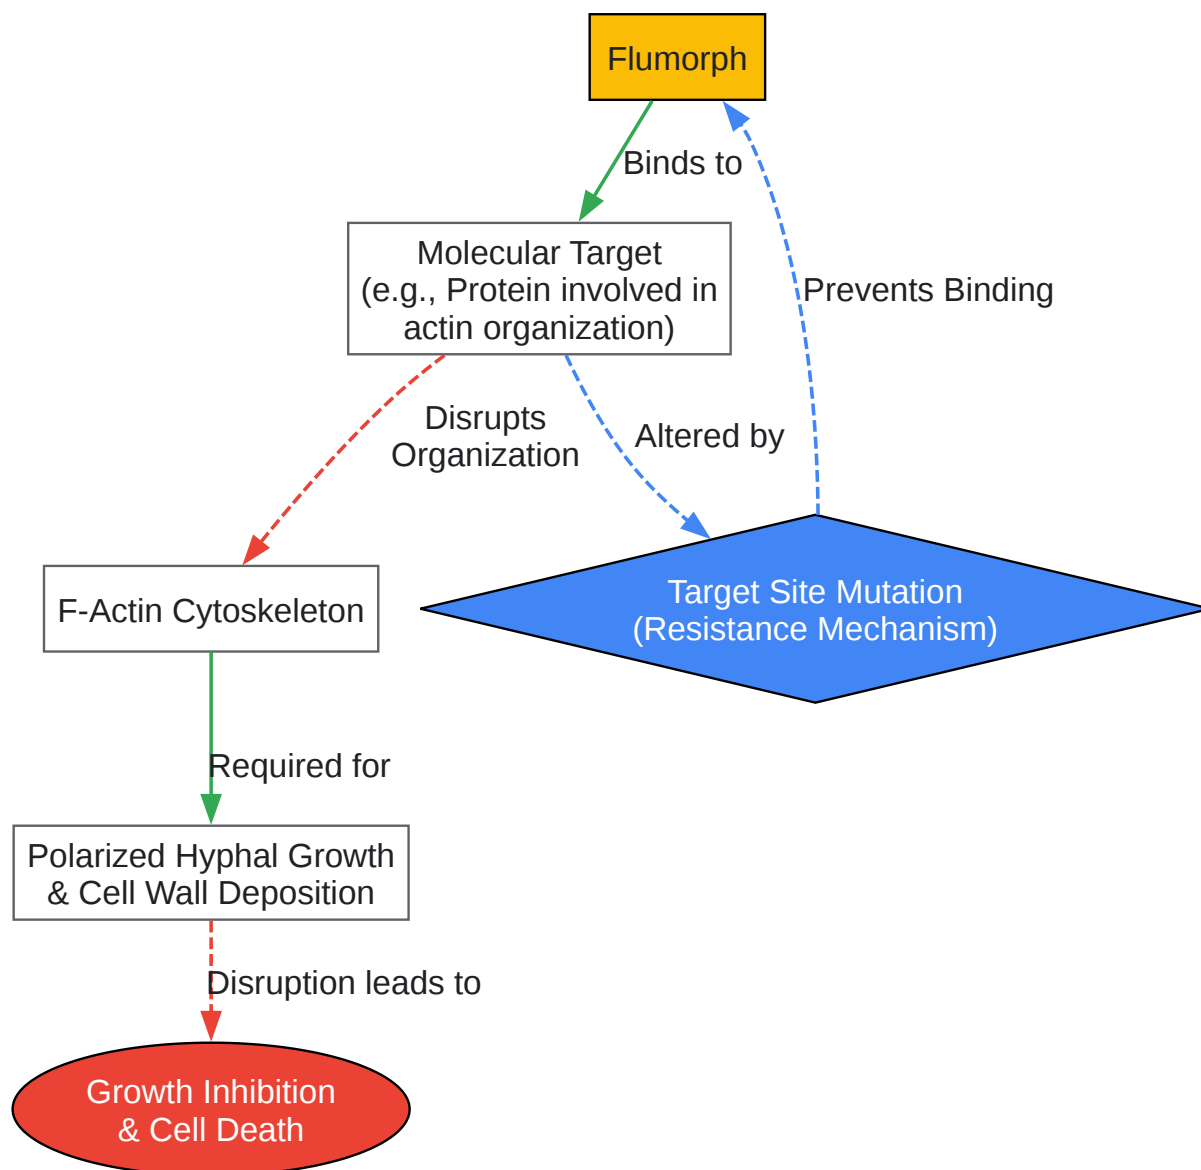 Flumorph
Binds to
Molecular Target
(e.g., Protein involved in
actin organization)
Prevents Binding
Disrupts
Organization
Altered by
F-Actin Cytoskeleton
Target Site Mutation
(Resistance Mechanism)
Required for
Polarized Hyphal Growth
& Cell Wall Deposition
Disruption leads to
Growth Inhibition
& Cell Death